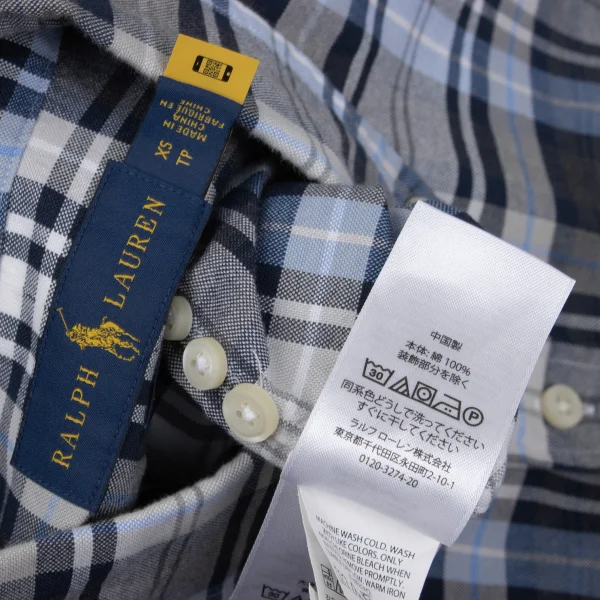 MADE IN
CHINA
FABRIQUE EN
CHINE
XS
TP
RALPH LAUREN
中国製
本体: 綿 100%
装飾部分を除く
30
P
同系色どうしで洗ってください
すぐに干してください
ラルフ ローレン株式会社
東京都千代田区永田町2-10-1
0120-3274-20
MACHINE WASH COLD. WASH
WITH LIKE COLORS. ONLY
CHLORINE BLEACH WHEN
REMOVE PROMPTLY.
WARM IRON